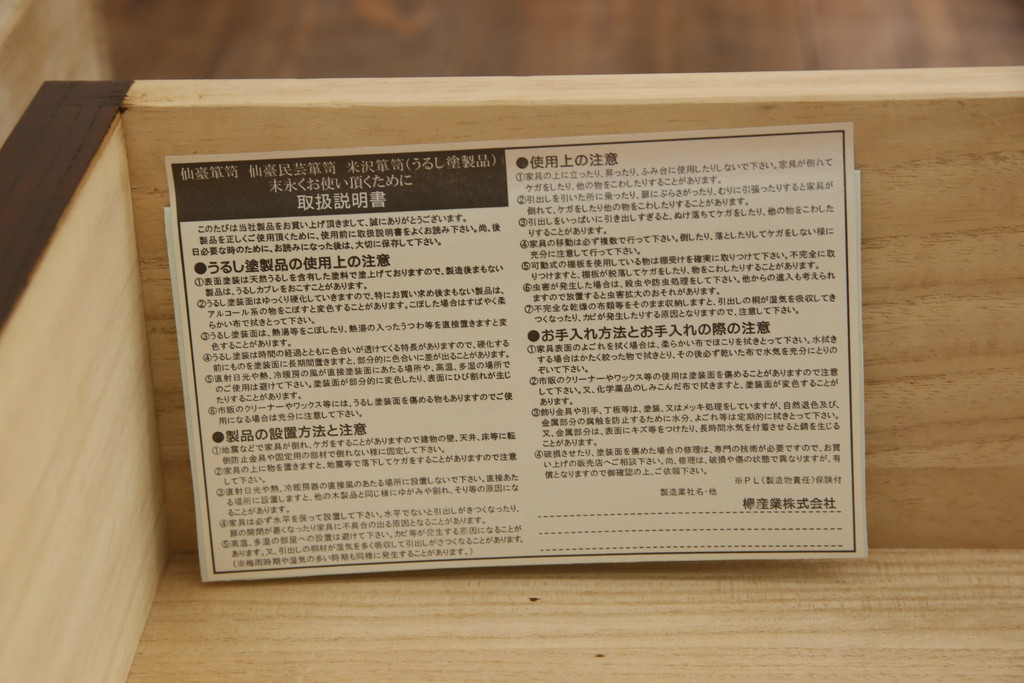 仙臺箪笥 仙臺民芸箪笥 米沢箪笥(うるし塗製品)
末永くお使い頂くために
取扱説明書
このたびは当社製品をお買い上げ頂きまして、誠にありがとうございます。
製品を正しくご使用頂くために、使用前に取扱説明書をよくお読み下さい。尚、後
日必要な時のために、お読みになった後は、大切に保存して下さい。
●うるし塗製品の使用上の注意
①表面塗装は天然うるしを含有した塗料で塗上げておりますので、製造後まもない
製品は、うるしカブレをおこすことがあります。
②うるし塗装面はゆっくり硬化していきますので、特にお買い求め後まもない製品は、
アルコール系の物をこぼすと変色することがあります。こぼした場合はすばやく柔
らかい布で拭きとって下さい。
③うるし塗装面は、熱湯等をこぼしたり、熱湯の入ったうつわ等を直接置きますと変
色することがあります。
④うるし塗装は時間の経過とともに色合いが透けてくる特長がありますので、硬化する
前にものを塗装面に長期間置きますと、部分的に色合いに差が出ることがあります。
⑤直射日光や熱、冷暖房の風が直接塗装面にあたる場所や、高温、多湿の場所で
のご使用は避けて下さい。塗装面が部分的に変色したり、表面にひび割れが生じ
たりすることがあります。
⑥市販のクリーナーやワックス等には、うるし塗装面を傷める物もありますのでご使
用になる場合は充分に注意して下さい。
●製品の設置方法と注意
①地震などで家具が倒れ、ケガをすることがありますので建物の壁、天井、床等に転
倒防止金具や固定用の部材で倒れない様に固定して下さい。
②家具の上に物を置きますと、地震等で落下してケガをすることがありますので注意
して下さい。
③直射日光や熱、冷暖房器の直接風のあたる場所に設置しないで下さい。直接あた
る場所に設置しますと、他の木製品と同じ様にゆがみや割れ、そり等の原因にな
ることがあります。
④家具は必ず水平を保って設置して下さい。水平でないと引出しがきつくなったり、
扉の開閉が悪くなったり家具に不具合の出る原因となることがあります。
⑤高温、多湿の部屋への設置は避けて下さい。カビ等が発生する原因になることが
あります。又、引出しの桐材が湿気を多く吸収して引出しがきつくなることがあります。
(※梅雨時期や湿気の多い時期も同様に発生することがあります。)
●使用上の注意
①家具の上に立ったり、昇ったり、ふみ台に使用したりしないで下さい。家具が倒れて
ケガをしたり、他の物をこわしたりすることがあります。
②引出しを引いた所に乗ったり、扉にぶらさがったり、むりに引張ったりすると家具が
倒れて、ケガをしたり他の物をこわしたりすることがあります。
③引出しをいっぱいに引き出しすぎると、ぬけ落ちてケガをしたり、他の物をこわした
りすることがあります。
④家具の移動は必ず複数で行って下さい。倒したり、落としたりしてケガをしない様に
充分に注意して行って下さい。
⑤可動式の棚板を使用している物は棚受けを確実に取りつけて下さい。不完全に取
りつけますと、棚板が脱落してケガをしたり、物をこわしたりすることがあります。
⑥虫害が発生した場合は、殺虫や防虫処理をして下さい。他からの進入も考えられ
ますので放置すると虫害拡大のおそれがあります。
⑦不完全な乾燥の布類等をそのまま収納しますと、引出しの桐が湿気を吸収してき
つくなったり、カビが発生したりする原因となりますので、注意して下さい。
●お手入れ方法とお手入れの際の注意
①家具表面のよごれを拭く場合は、柔らかい布でほこりを拭きとって下さい。水拭き
する場合はかたく絞った物で拭きとり、その後必ず乾いた布で水気を充分にとりの
ぞいて下さい。
②市販のクリーナーやワックス等の使用は塗装面を傷めることがありますので注意
して下さい。又、化学薬品のしみこんだ布で拭きますと、塗装面が変色することが
あります。
③飾り金具や引手、丁板等は、塗装、又はメッキ処理をしていますが、自然退色及び、
金属部分の腐触を防止するために水分、よごれ等は定期的に拭きとって下さい。
又、金属部分は、表面にキズ等をつけたり、長時間水気を付着させると錆を生じる
ことがあります。
④破損させたり、塗装面を傷めた場合の修理は、専門の技術が必要ですので、お買
い上げの販売店へご相談下さい。尚、修理は、破損や傷の状態で異なりますが、有
償となりますので御確認の上、ご依頼下さい。
※PL(製造物責任)保険付
製造業社名・他
欅産業株式会社